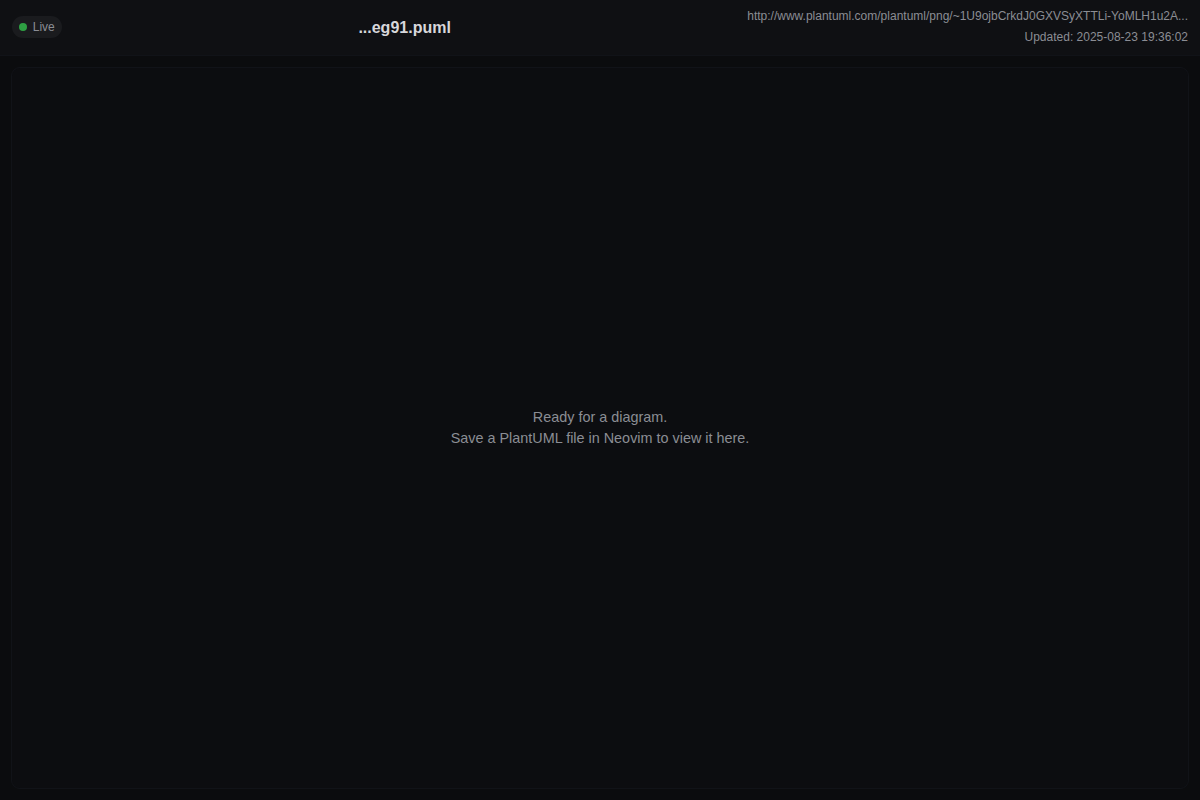 Live
...eg91.puml
http://www.plantuml.com/plantuml/png/~1U9ojbCrkdJ0GXVSyXTTLi-YoMLH1u2A...
Updated: 2025-08-23 19:36:02
Ready for a diagram.
Save a PlantUML file in Neovim to view it here.